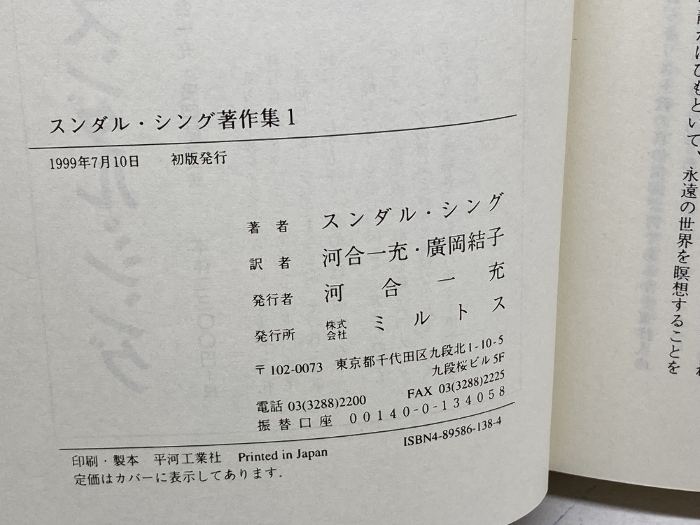 スンダル・シング著作集1
1999年7月10日 初版発行
著者 スンダル・シング
訳者 河合一充・廣岡結子
発行者 河合一充
発行所 株式会社 ミルトス
〒102-0073 東京都千代田区九段北1-10-5
九段桜ビル5F
電話 03(3288)2200 FAX 03(3288)2225
振替口座 00140-0-134058
ISBN4-89586-138-4
印刷・製本 平河工業社 Printed in Japan
定価はカバーに表示してあります.
ひもといて、永遠の世界を瞑想することを